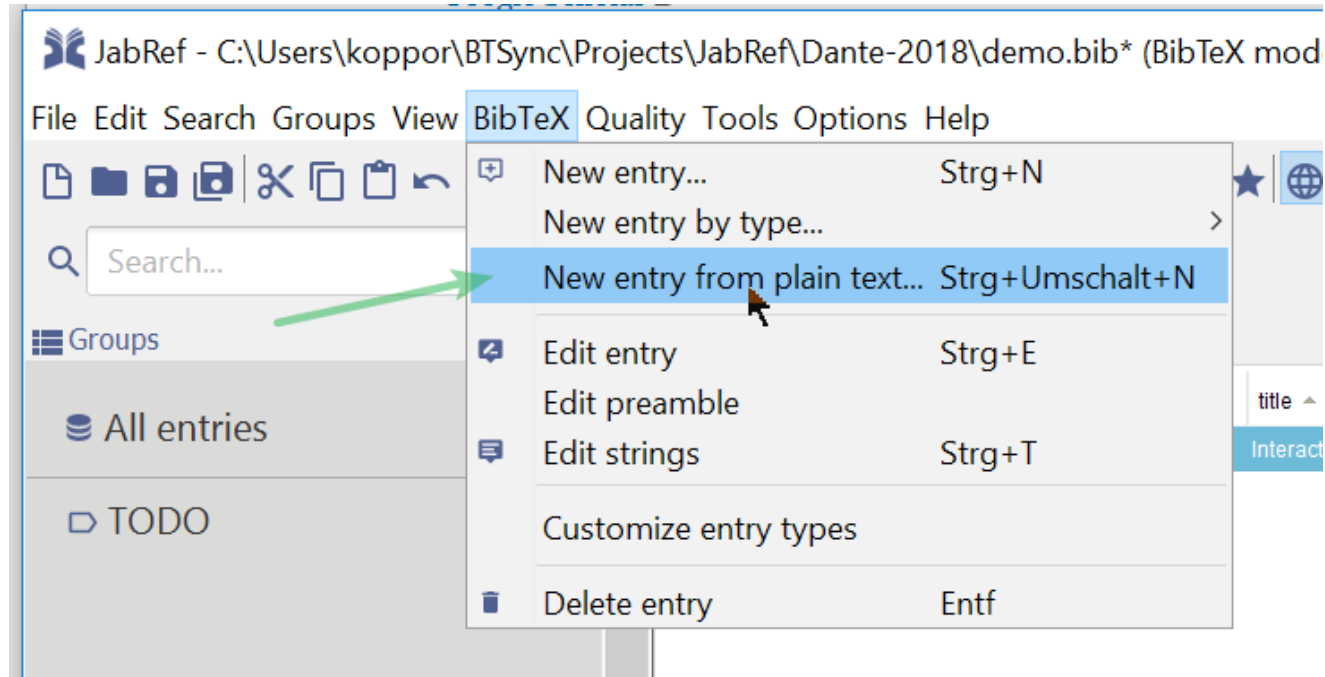 JabRef - C:\Users\koppor\BTSync\Projects\JabRef\Dante-2018\demo.bib* (BibTeX mod
File Edit Search Groups View BibTeX Quality Tools Options Help
New entry... Strg+N
New entry by type...
Search...
New entry from plain text... Strg+Umschalt+N
Groups
Edit entry Strg+E
Edit preamble
title
All entries
Edit strings Strg+T
Interact
TODO
Customize entry types
Delete entry Entf